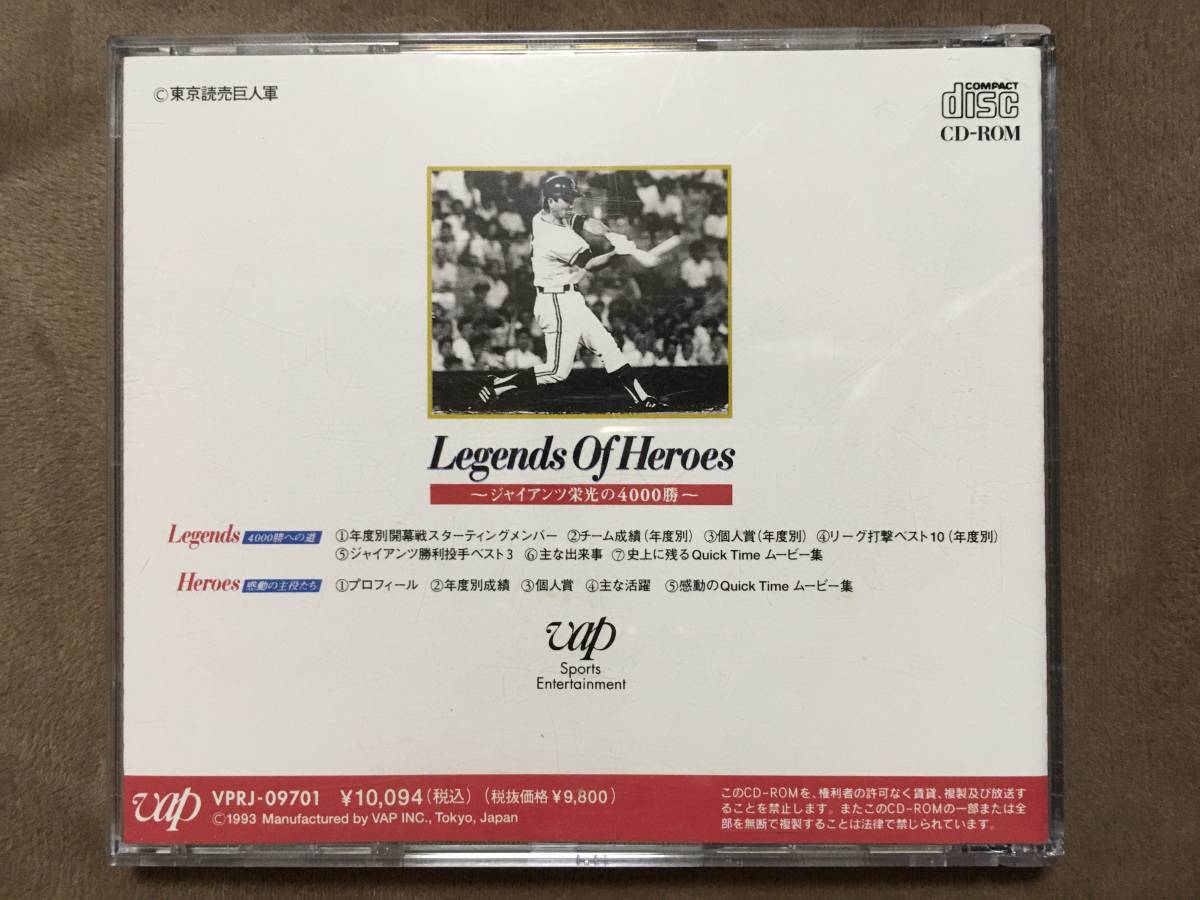 ©東京読売巨人軍
COMPACT
disc
CD-ROM
Legends Of Heroes
～ジャイアンツ栄光の4000勝～
Legends 4000勝への道 ①年度別開幕戦スターティングメンバー ②チーム成績(年度別) ③個人賞(年度別) ④リーグ打撃ベスト10(年度別)
⑤ジャイアンツ勝利投手ベスト3 ⑥主な出来事 ⑦史上に残るQuick Time ムービー集
Heroes 感動の主役たち ①プロフィール ②年度別成績 ③個人賞 ④主な活躍 ⑤感動のQuick Time ムービー集
vap
Sports
Entertainment
vap VPRJ-09701 ¥10,094(税込) (税抜価格¥9,800)
©1993 Manufactured by VAP INC., Tokyo, Japan
このCD-ROMを、権利者の許可なく賃貸、複製及び放送す
ることを禁止します。またこのCD-ROMの一部または全
部を無断で複製することは法律で禁じられています。